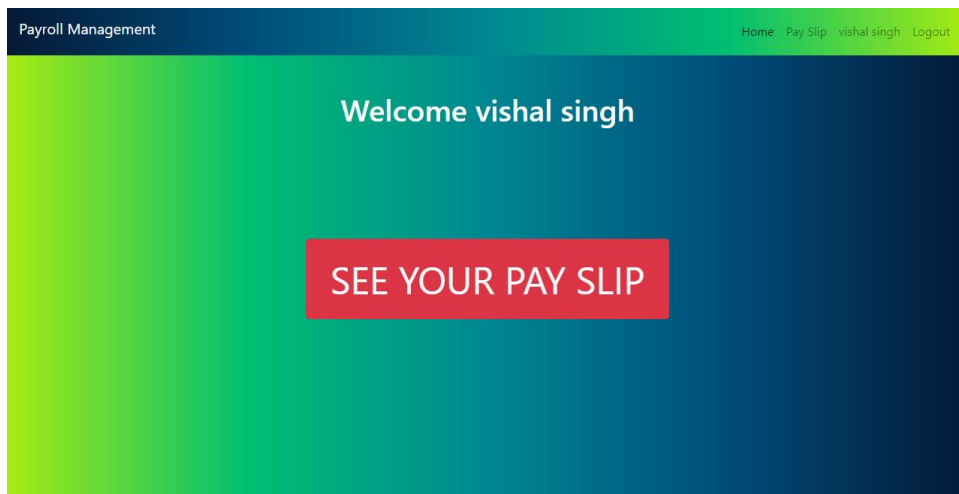 Payroll Management
Home Pay Slip vishal singh Logout
Welcome vishal singh
SEE YOUR PAY SLIP